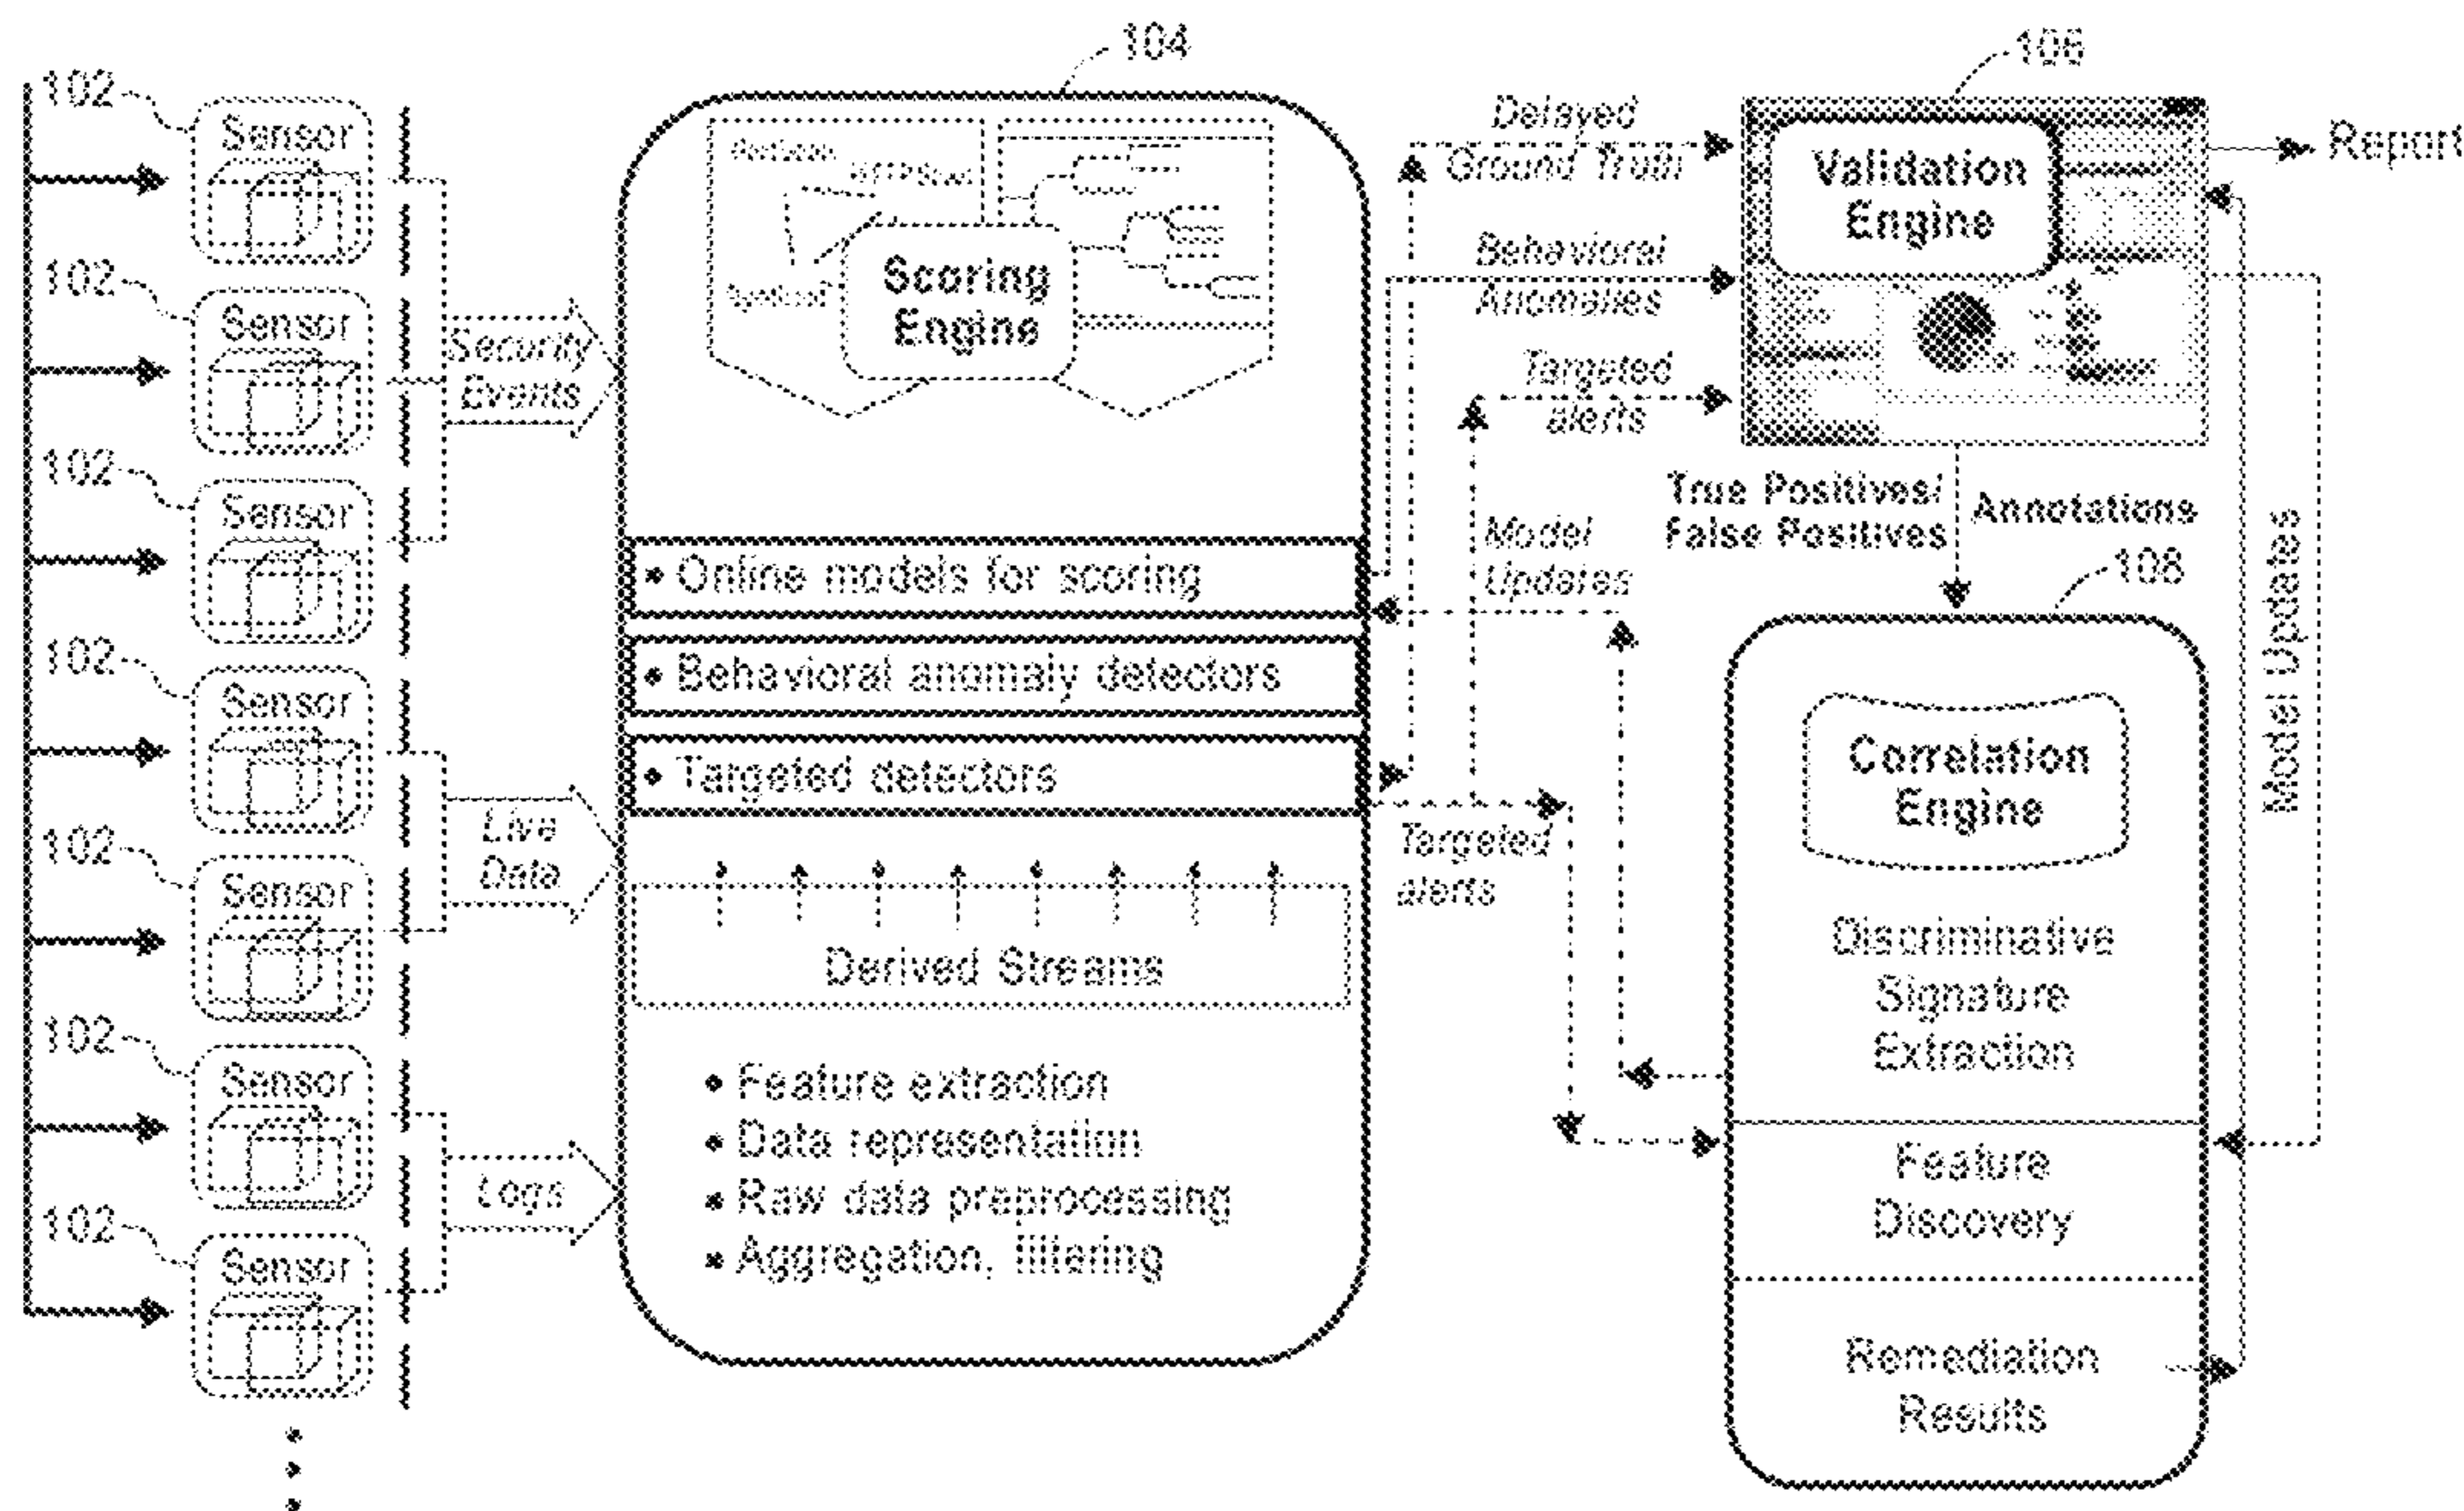 104
106
102
Sensor
102
Sensor
102
Sensor
102
Sensor
102
Sensor
102
Sensor
102
Sensor
Security
Events
Live
Data
Logs
Scoring
Engine
• Online models for scoring
• Behavioral anomaly detectors
• Targeted detectors
Derived Streams
• Feature extraction
• Data representation
• Raw data preprocessing
• Aggregation, filtering
Delayed
Ground Truth
Behavioral
Anomalies
Targeted
alerts
Model
Updates
Targeted
alerts
Validation
Engine
Report
True Positives/
False Positives
Annotations
108
Model Updates
Correlation
Engine
Discriminative
Signature
Extraction
Feature
Discovery
Remediation
Results